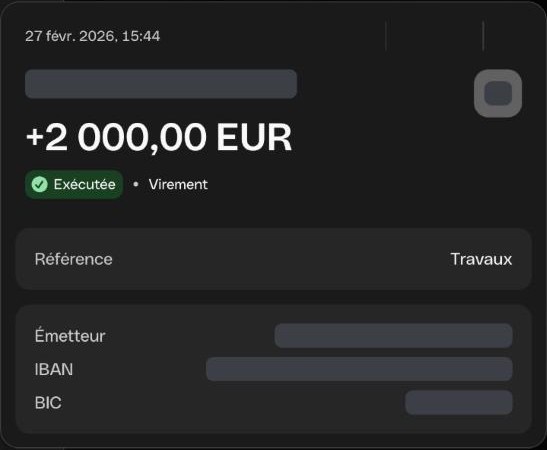 27 févr. 2026, 15:44
+2 000,00 EUR
Exécutée • Virement
Référence Travaux
Émetteur
IBAN
BIC